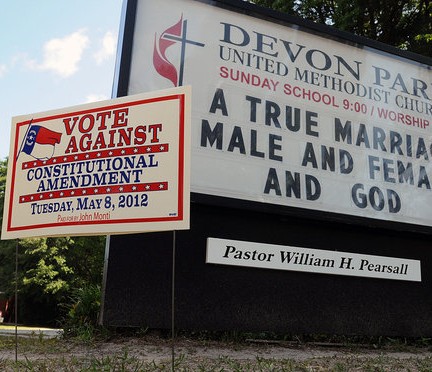 VOTE
AGAINST
CONSTITUTIONAL
AMENDMENT
TUESDAY, MAY 8, 2012
PAID FOR BY John Monti
DEVON PAR
UNITED METHODIST CHUR
SUNDAY SCHOOL 9:00 / WORSHIP
A TRUE MARRIA
MALE AND FEMA
AND GOD
Pastor William H. Pearsall